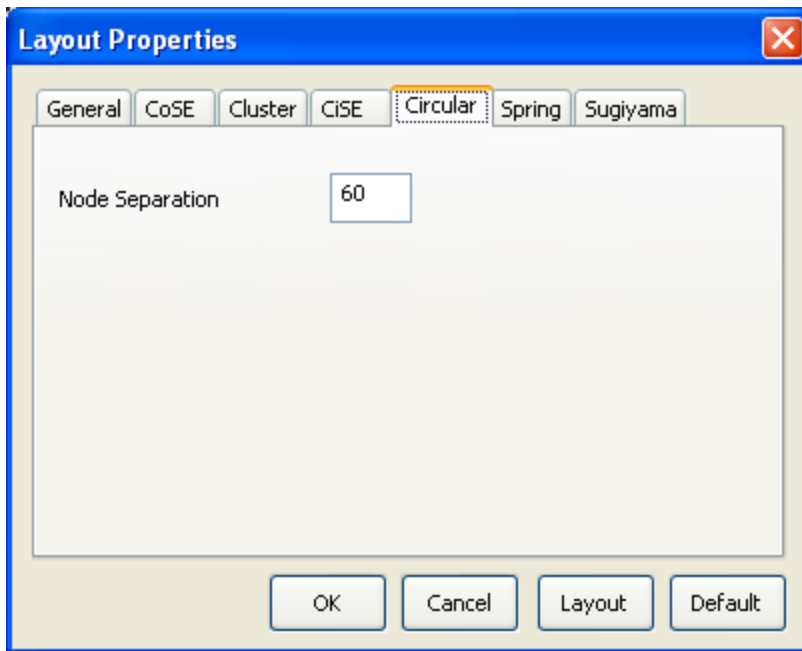 Layout Properties
General CoSE Cluster CiSE Circular Spring Sugiyama
Node Separation 60
OK Cancel Layout Default